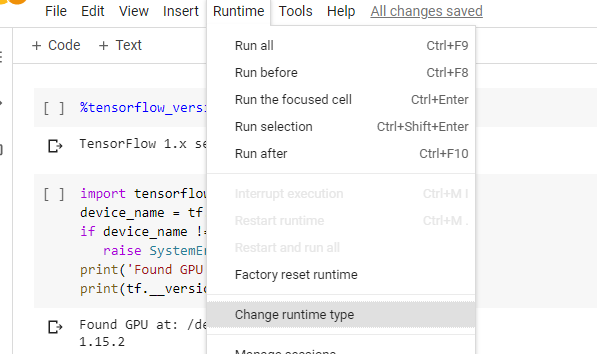 File Edit View Insert Runtime Tools Help All changes saved
+ Code + Text
Run all Ctrl+F9
Run before Ctrl+F8
Run the focused cell Ctrl+Enter
Run selection Ctrl+Shift+Enter
Run after Ctrl+F10
Interrupt execution Ctrl+M I
Restart runtime Ctrl+M .
Restart and run all
Factory reset runtime
Change runtime type
Manage sessions
[ ] %tensorflow_versi
TensorFlow 1.x se
[ ] import tensorflow
device_name = tf
if device_name !=
raise SystemEr
print('Found GPU
print(tf.__versio
Found GPU at: /de
1.15.2